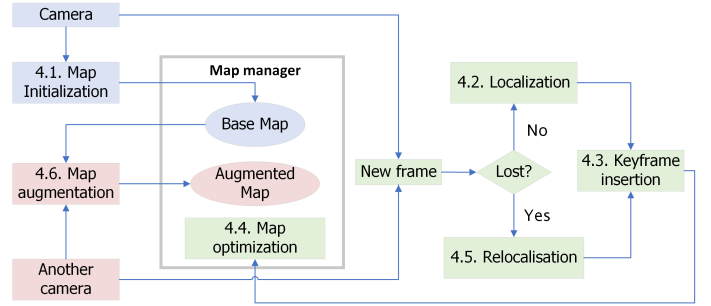 Camera
4.1. Map
Initialization
Map manager
Base Map
4.6. Map
augmentation
Augmented
Map
4.4. Map
optimization
Another
camera
New frame
Lost?
No
Yes
4.2. Localization
4.3. Keyframe
insertion
4.5. Relocalisation